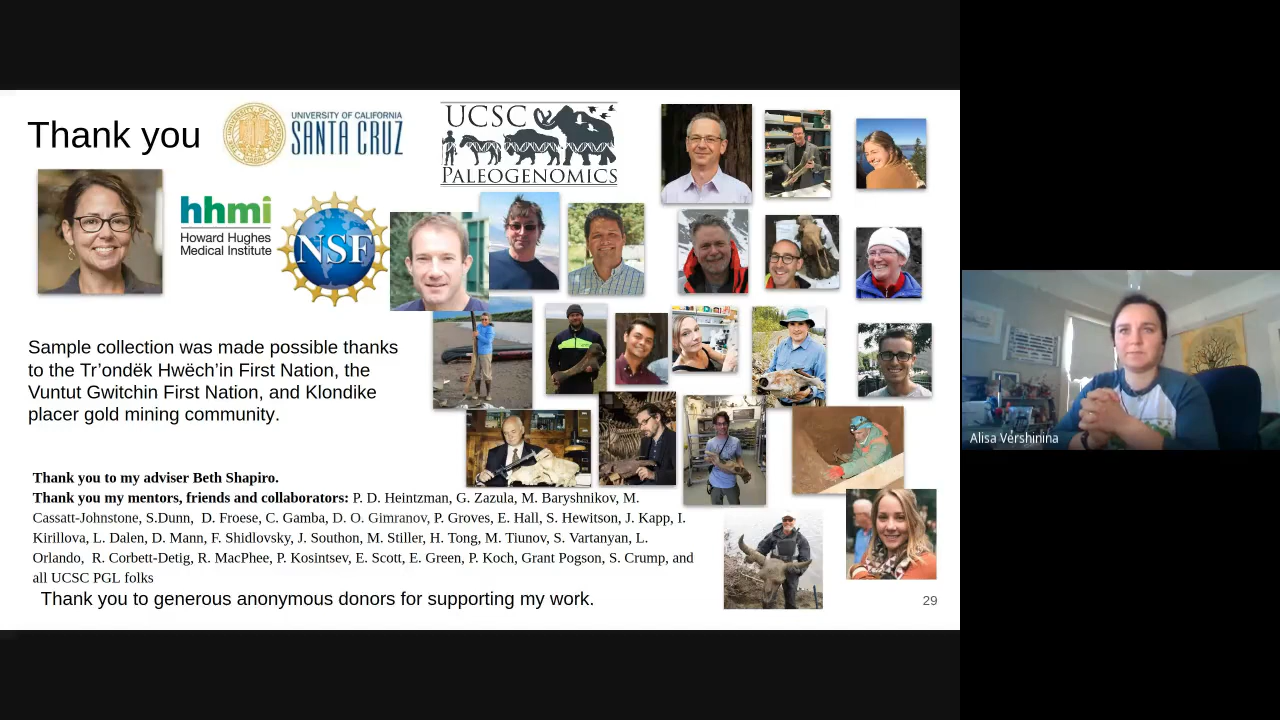 Thank you
UNIVERSITY OF CALIFORNIA
SANTA CRUZ
UCSC
PALEOGENOMICS
hhmi
Howard Hughes
Medical Institute
NSF
Sample collection was made possible thanks
to the Tr’ondëk Hwëch’in First Nation, the
Vuntut Gwitchin First Nation, and Klondike
placer gold mining community.
Thank you to my adviser Beth Shapiro.
Thank you my mentors, friends and collaborators: P. D. Heintzman, G. Zazula, M. Baryshnikov, M.
Cassatt-Johnstone, S.Dunn, D. Froese, C. Gamba, D. O. Gimranov, P. Groves, E. Hall, S. Hewitson, J. Kapp, I.
Kirillova, L. Dalen, D. Mann, F. Shidlovsky, J. Southon, M. Stiller, H. Tong, M. Tiunov, S. Vartanyan, L.
Orlando, R. Corbett-Detig, R. MacPhee, P. Kosintsev, E. Scott, E. Green, P. Koch, Grant Pogson, S. Crump, and
all UCSC PGL folks
Thank you to generous anonymous donors for supporting my work.
29
Alisa Vershinina